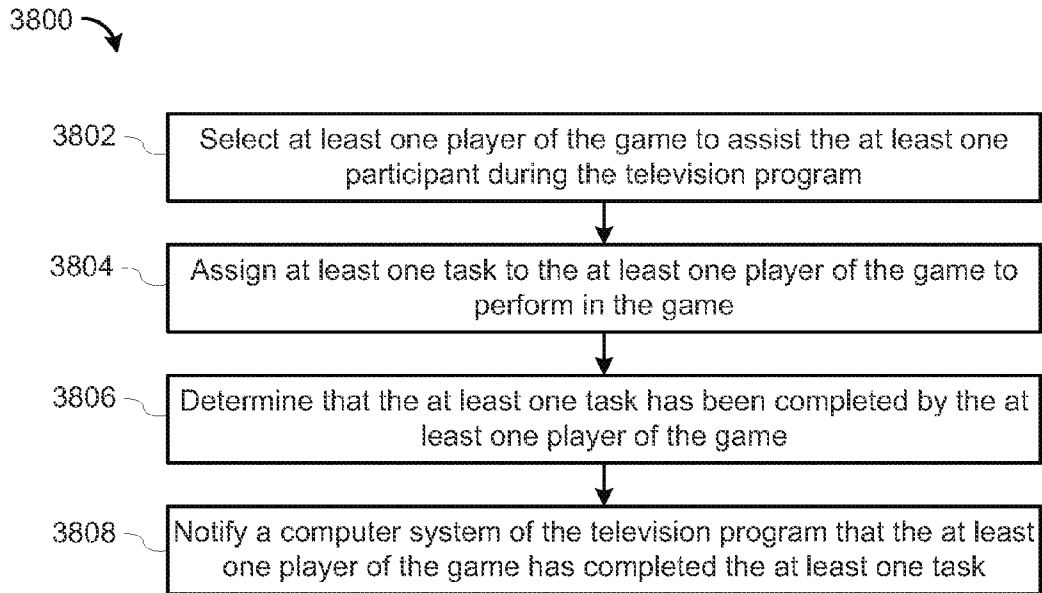 3800
3802
Select at least one player of the game to assist the at least one
participant during the television program
3804
Assign at least one task to the at least one player of the game to
perform in the game
3806
Determine that the at least one task has been completed by the at
least one player of the game
3808
Notify a computer system of the television program that the at least
one player of the game has completed the at least one task